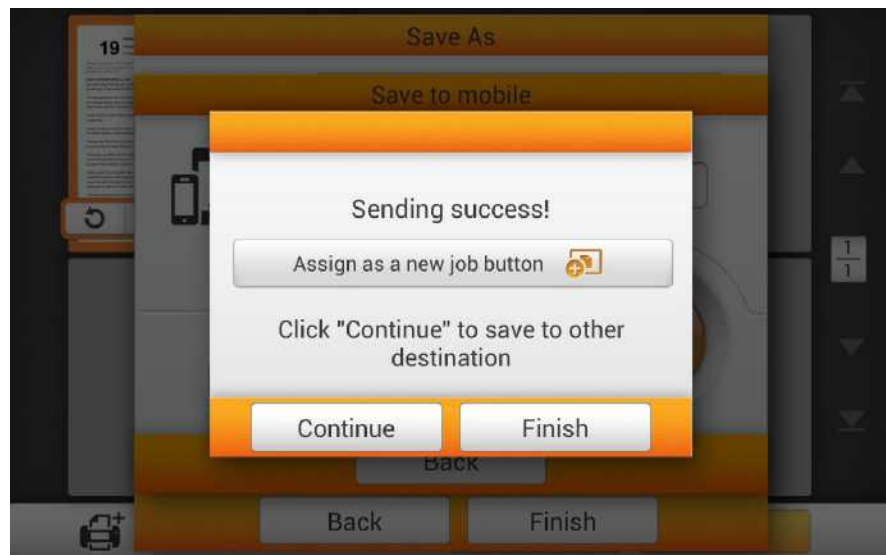 19
Save As
Save to mobile
Sending success!
Assign as a new job button
Click "Continue" to save to other
destination
Continue Finish
Back
Back Finish
1
1